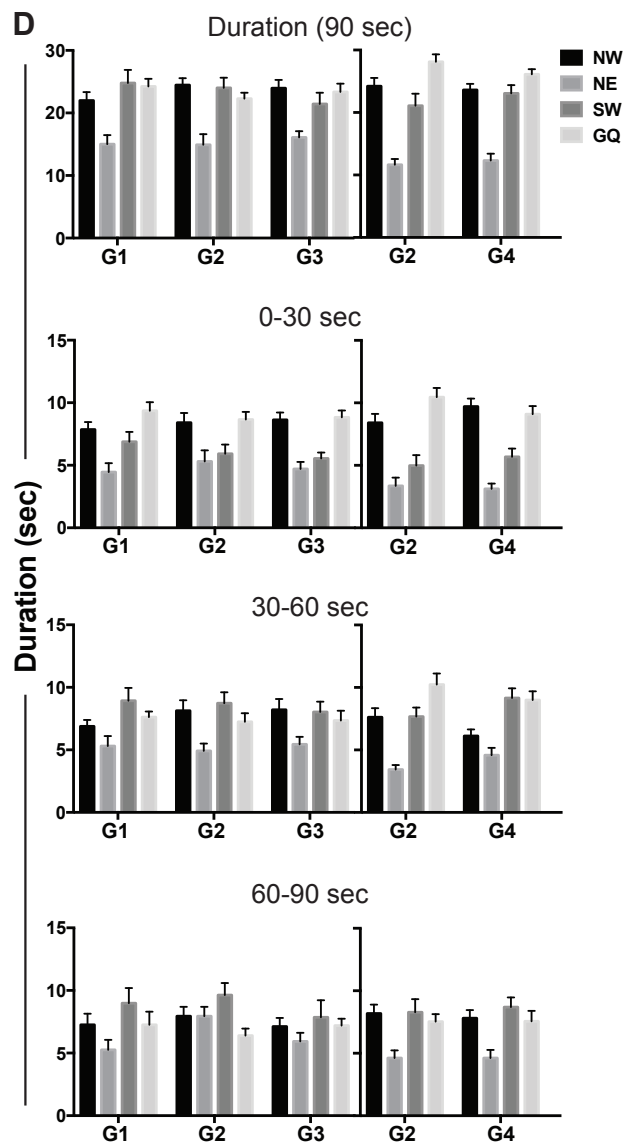 D
Duration (90 sec)
NW
NE
SW
GQ
30
20
10
0
G1 G2 G3 G2 G4
0-30 sec
15
10
5
0
G1 G2 G3 G2 G4
Duration (sec)
30-60 sec
15
10
5
0
G1 G2 G3 G2 G4
60-90 sec
15
10
5
0
G1 G2 G3 G2 G4